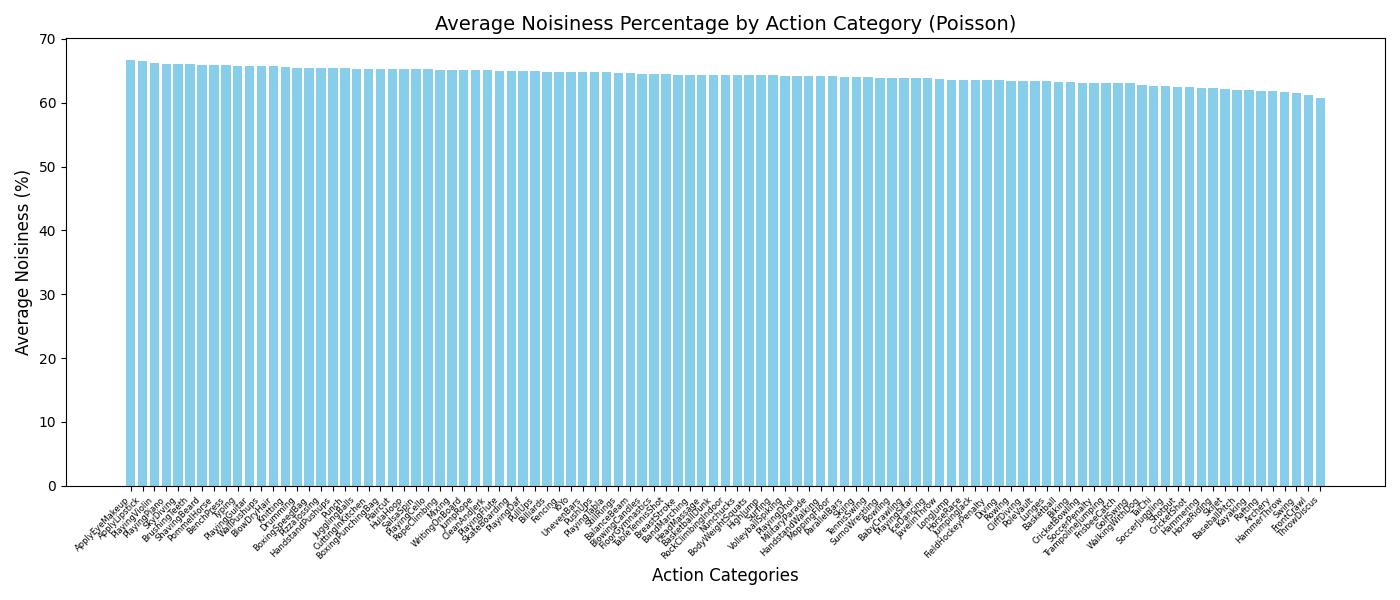 Average Noisiness Percentage by Action Category (Poisson)
Average Noisiness (%)
70
60
50
40
30
20
10
0
ApplyEyeMakeup
ApplyLipstick
PlayingViolin
PlayingPiano
SkyDiving
BrushingTeeth
ShavingBeard
PommelHorse
BenchPress
Typing
PlayingGuitar
WallPushups
BlowDryHair
Knitting
Drumming
BoxingSpeedBag
PizzaTossing
HandstandPushups
Punch
JugglingBalls
CuttingInKitchen
BoxingPunchingBag
Haircut
HulaHoop
SalsaSpin
PlayingCello
RopeClimbing
Mixing
WritingOnBoard
JumpRope
CleanAndJerk
PlayingFlute
SkateBoarding
PlayingDaf
PullUps
Billiards
Fencing
YoYo
UnevenBars
PushUps
PlayingTabla
StillRings
BalanceBeam
BlowingCandles
FloorGymnastics
TableTennisShot
Breaststroke
BandMarching
HeadMassage
BasketballDunk
RockClimbingIndoor
Nunchucks
BodyWeightSquats
HighJump
Surfing
VolleyballSpiking
PlayingDhol
MilitaryParade
HandstandWalking
MoppingFloor
ParallelBars
Skiing
TennisSwing
SumoWrestling
Bowling
BabyCrawling
PlayingSitar
IceDancing
JavelinThrow
LongJump
HorseRace
JumpingJack
FieldHockeyPenalty
Diving
Rowing
CliffDiving
PoleVault
Lunges
Basketball
Biking
CricketBowling
SoccerPenalty
TrampolineJumping
FrisbeeCatch
GolfSwing
WalkingWithDog
TaiChi
SoccerJuggling
Shotput
CricketShot
Hammering
HorseRiding
Skijet
BaseballPitch
Kayaking
Rafting
Archery
HammerThrow
Swing
FrontCrawl
ThrowDiscus
Action Categories